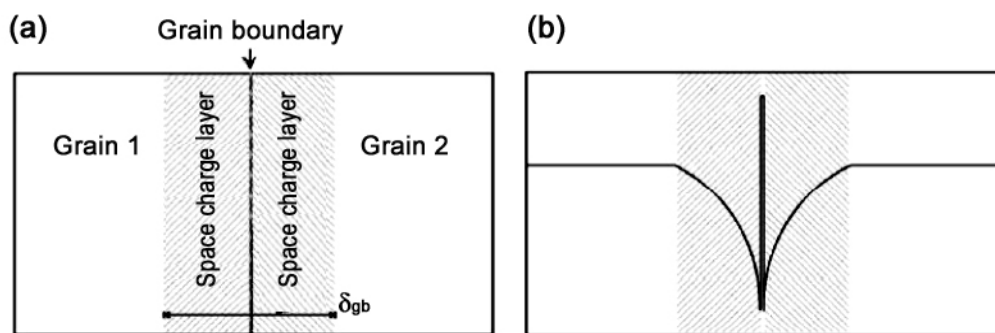 (a)
Grain boundary
Grain 1
Space charge layer
Space charge layer
Grain 2
δgb
(b)